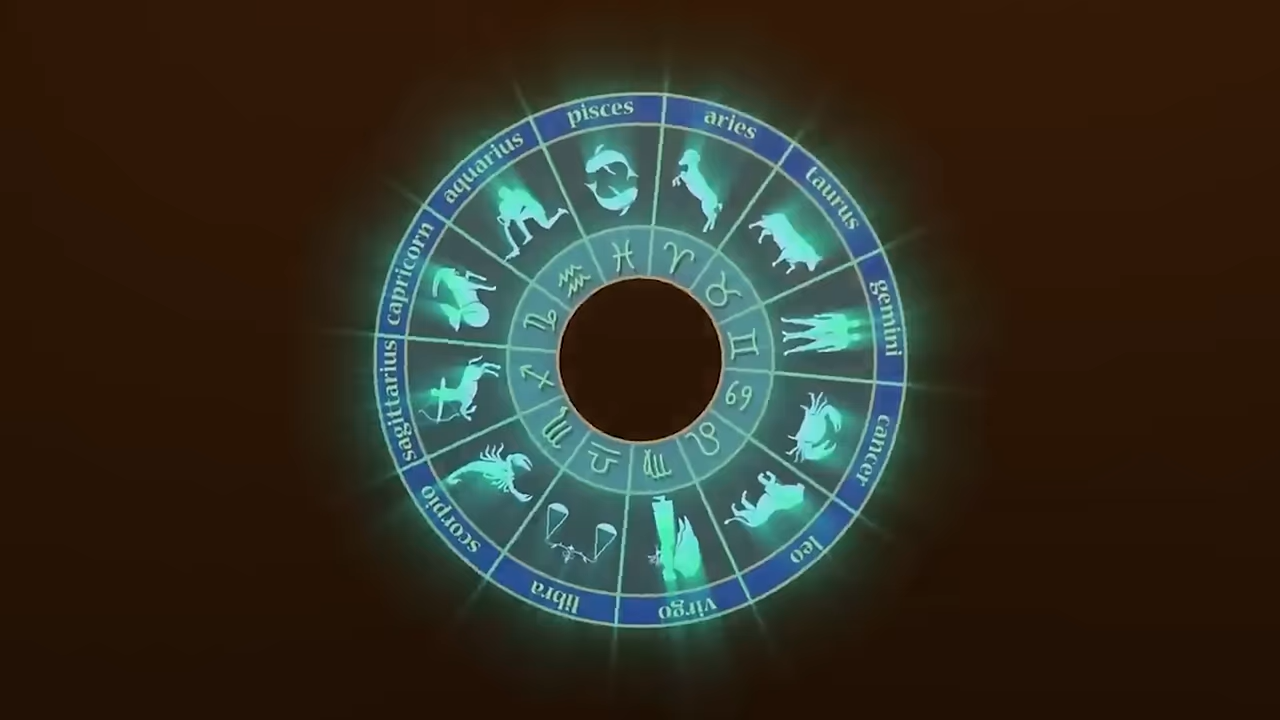 aries
taurus
gemini
cancer
leo
virgo
libra
scorpio
sagittarius
capricorn
aquarius
pisces